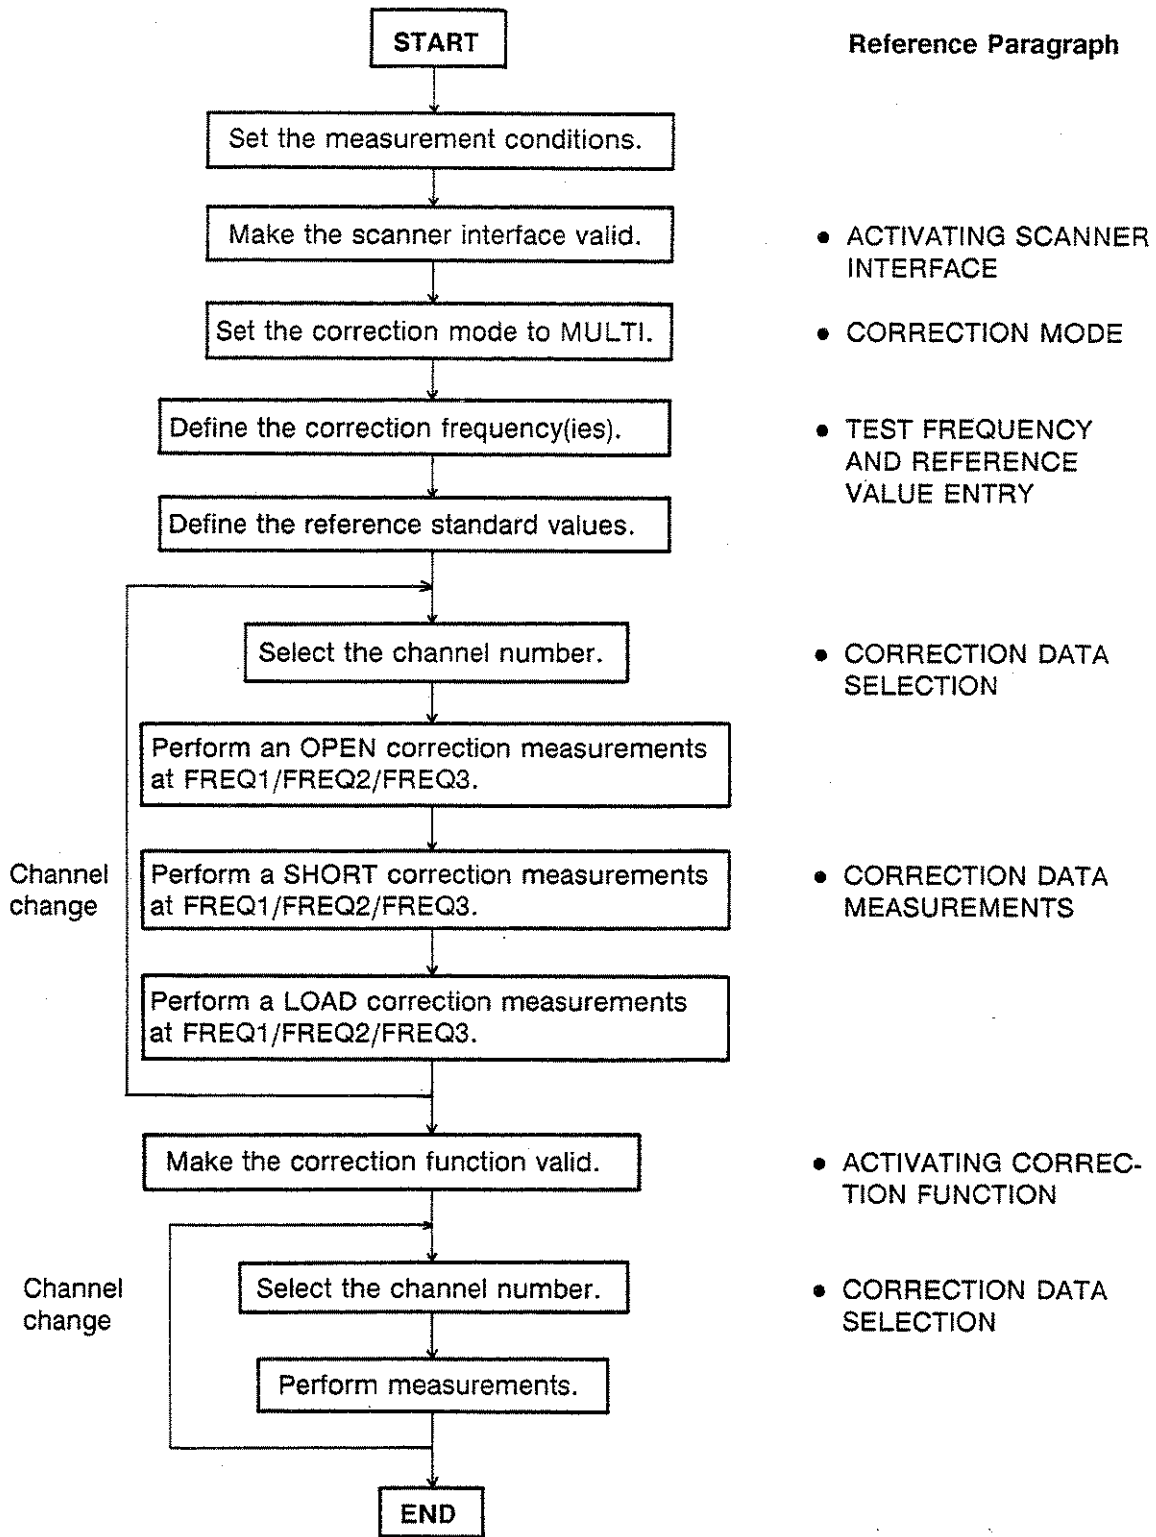 START
Reference Paragraph
Set the measurement conditions.
Make the scanner interface valid.
• ACTIVATING SCANNER
INTERFACE
Set the correction mode to MULTI.
• CORRECTION MODE
Define the correction frequency(ies).
• TEST FREQUENCY
AND REFERENCE
VALUE ENTRY
Define the reference standard values.
Select the channel number.
• CORRECTION DATA
SELECTION
Perform an OPEN correction measurements
at FREQ1/FREQ2/FREQ3.
Channel
change
Perform a SHORT correction measurements
at FREQ1/FREQ2/FREQ3.
• CORRECTION DATA
MEASUREMENTS
Perform a LOAD correction measurements
at FREQ1/FREQ2/FREQ3.
Make the correction function valid.
• ACTIVATING CORREC-
TION FUNCTION
Channel
change
Select the channel number.
• CORRECTION DATA
SELECTION
Perform measurements.
END